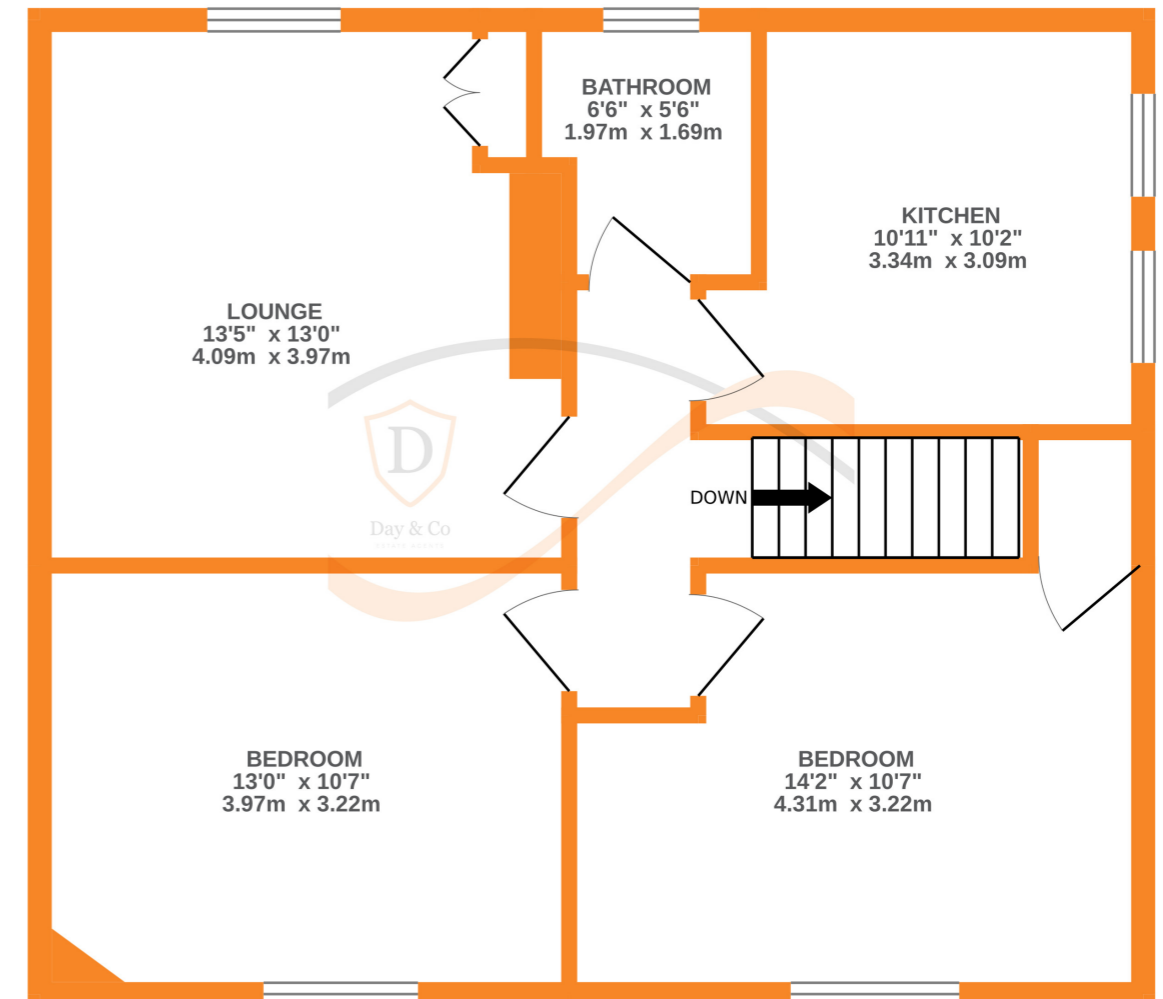 BATHROOM
6'6" x 5'6"
1.97m x 1.69m
KITCHEN
10'11" x 10'2"
3.34m x 3.09m
LOUNGE
13'5" x 13'0"
4.09m x 3.97m
D
Day & Co
DOWN
BEDROOM
13'0" x 10'7"
3.97m x 3.22m
BEDROOM
14'2" x 10'7"
4.31m x 3.22m